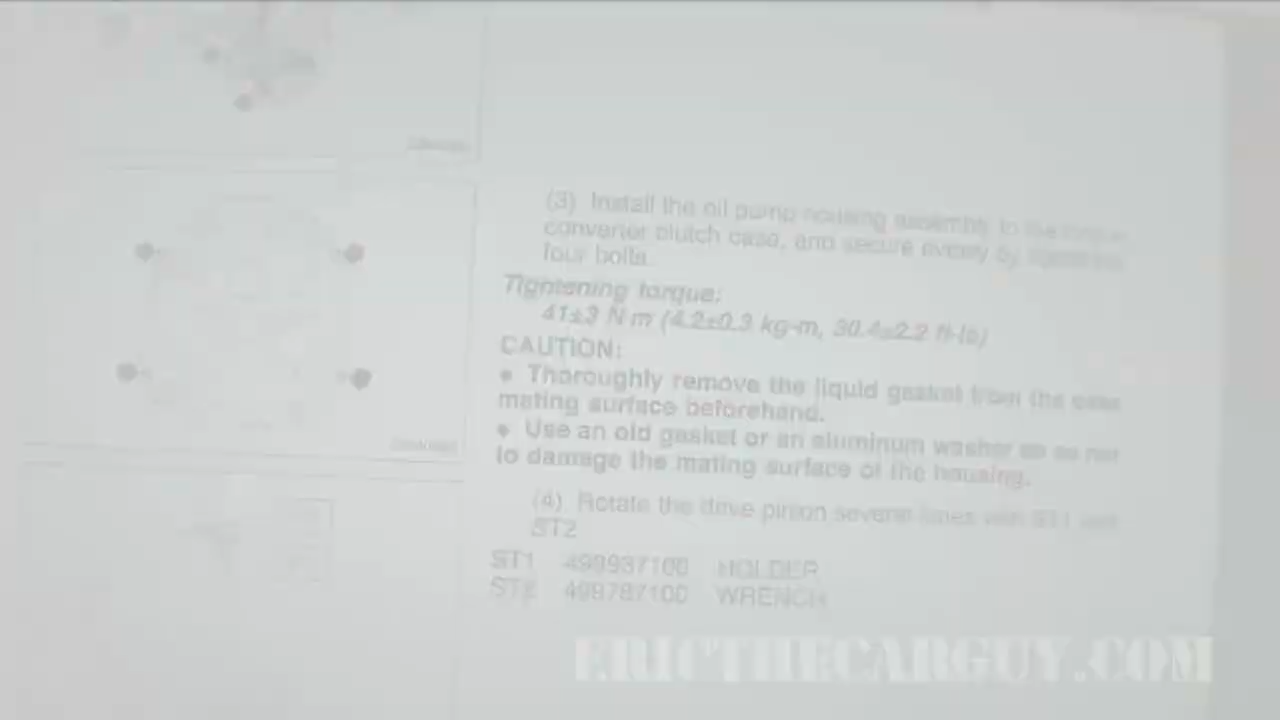 (3) Install the oil pump housing assembly to the
converter clutch case, and secure evenly by
four bolts.
Tightening torque:
41±3 N·m (4.2±0.3 kg-m, 30.4±2.2 ft-lb)
CAUTION:
● Thoroughly remove the liquid gasket from the case
mating surface beforehand.
● Use an old gasket or an aluminum washer so as not
to damage the mating surface of the housing.
(4) Rotate the drive pinion several times with ST1 and
ST2
ST1 499937100 HOLDER
ST2 499787100 WRENCH
ERICTHECARGUY.COM